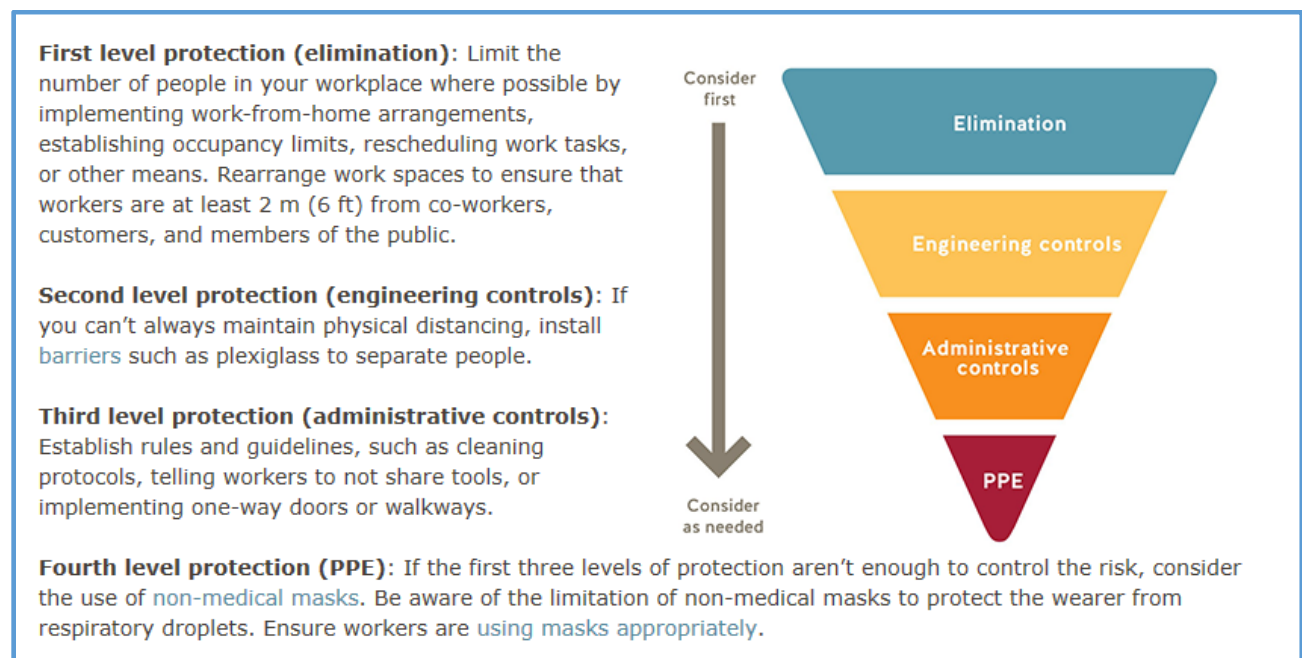 First level protection (elimination): Limit the
number of people in your workplace where possible by
implementing work-from-home arrangements,
establishing occupancy limits, rescheduling work tasks,
or other means. Rearrange work spaces to ensure that
workers are at least 2 m (6 ft) from co-workers,
customers, and members of the public.
Second level protection (engineering controls): If
you can’t always maintain physical distancing, install
barriers such as plexiglass to separate people.
Third level protection (administrative controls):
Establish rules and guidelines, such as cleaning
protocols, telling workers to not share tools, or
implementing one-way doors or walkways.
Consider
first
Consider
as needed
Elimination
Engineering controls
Administrative
controls
PPE
Fourth level protection (PPE): If the first three levels of protection aren’t enough to control the risk, consider
the use of non-medical masks. Be aware of the limitation of non-medical masks to protect the wearer from
respiratory droplets. Ensure workers are using masks appropriately.